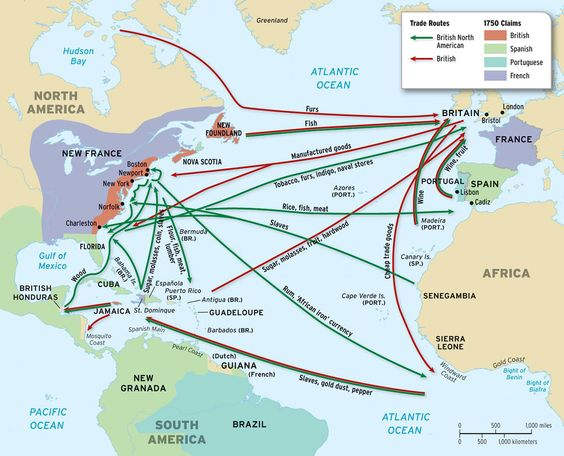 Greenland
Hudson
Bay
ATLANTIC
OCEAN
NORTH
AMERICA
Trade Routes
British North
American
British
1750 Claims
British
Spanish
Portuguese
French
Furs
Fish
BRITAIN
London
Bristol
NEW
FOUNDLAND
FRANCE
NEW FRANCE
Boston
Newport
NOVA SCOTIA
New York
Manufactured goods
Tobacco, furs, indigo, naval stores
Wine, fruit
Wine
PORTUGAL
SPAIN
Lisbon
Cadiz
Azores
(PORT.)
Norfolk
Rice, fish, meat
Madeira
(PORT.)
Charleston
Slaves
FLORIDA
Bermuda
(BR.)
Flour, fish, meat,
lumber
Sugar, molasses, coin, slaves
Sugar, molasses, fruit, hardwood
Cheap trade goods
Canary Is.
(SP.)
AFRICA
Gulf of
Mexico
Wood
Bahama Is.
(BR.)
CUBA
Española
Puerto Rico
(SP.)
BRITISH
HONDURAS
JAMAICA
St. Dominque
Antigua (BR.)
GUADELOUPE
Rum, 'African iron' currency
Cape Verde Is.
(PORT.)
SENEGAMBIA
Mosquito
Coast
Spanish Main
Barbados (BR.)
SIERRA
LEONE
Pearl Coast
(Dutch)
GUIANA
(French)
Windward
Coast
Gold Coast
Bight of
Benin
Bight of
Biafra
NEW
GRANADA
Slaves, gold dust, pepper
PACIFIC
OCEAN
SOUTH
AMERICA
BRAZIL
ATLANTIC
OCEAN
0 500 1,000 miles
0 500 1,000 kilometers